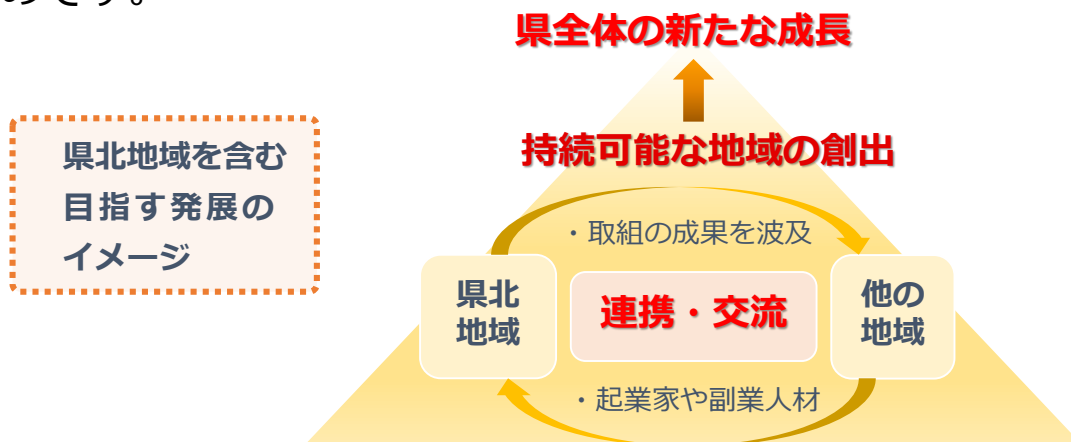 のです。
県全体の新たな成長
持続可能な地域の創出
県北地域を含む
目指す発展の
イメージ
・取組の成果を波及
県北
地域
連携・交流
他の
地域
・起業家や副業人材